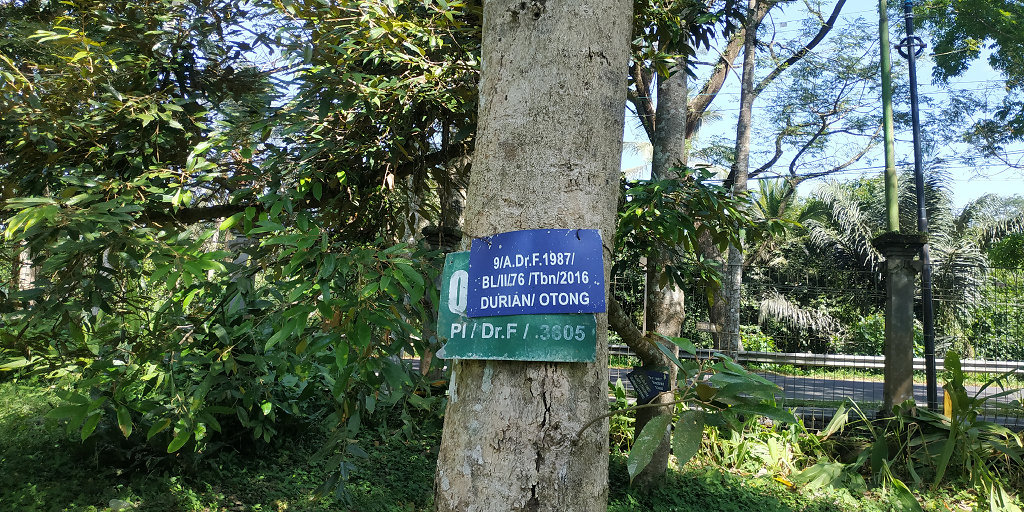 9/A.Dr.F.1987/
BL/III/76 /Tbn/2016
DURIAN/ OTONG
PI / Dr.F / .3605